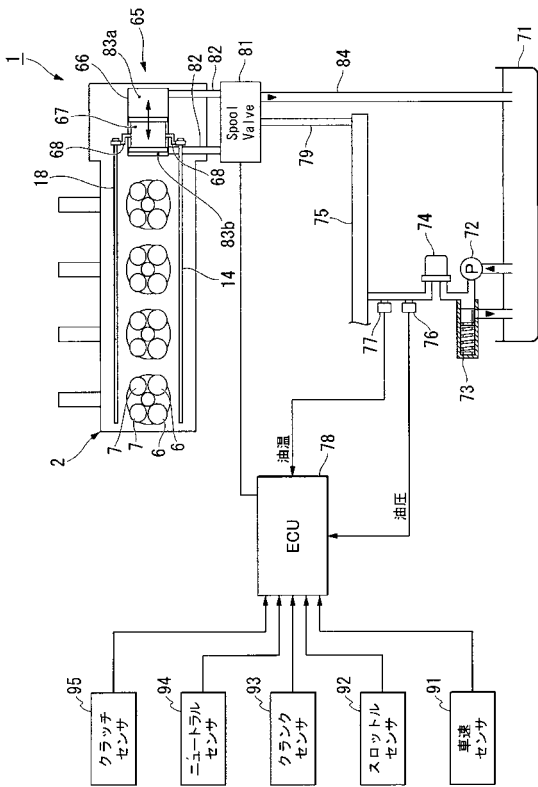 1
65
66
83a
82
81
67
82
84
71
Spool
Valve
68
68
18
83b
79
75
74
72
P
14
77
76
73
2
7
7
6
6
油温
78
油圧
ECU
95
94
93
92
91
クラッチ
センサ
ニュートラル
センサ
クランク
センサ
スロットル
センサ
車速
センサ